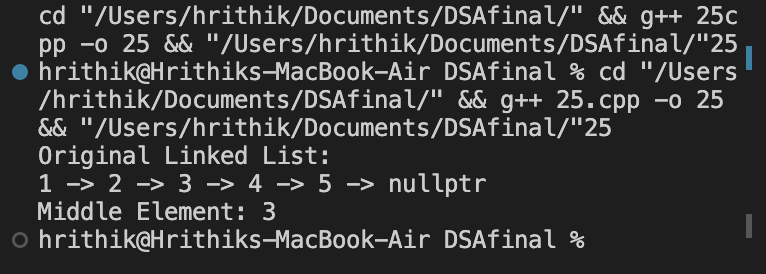 cd "/Users/hrithik/Documents/DSAfinal/" && g++ 25c
pp -o 25 && "/Users/hrithik/Documents/DSAfinal/"25
hrithik@Hrithiks-MacBook-Air DSAfinal % cd "/Users
/hrithik/Documents/DSAfinal/" && g++ 25.cpp -o 25
&& "/Users/hrithik/Documents/DSAfinal/"25
Original Linked List:
1 -> 2 -> 3 -> 4 -> 5 -> nullptr
Middle Element: 3
hrithik@Hrithiks-MacBook-Air DSAfinal %